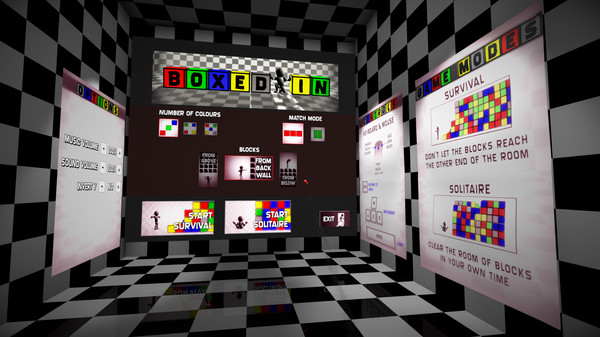 OPTIONS
MUSIC VOLUME
SOUND VOLUME
INVERT Y
BOXED IN
NUMBER OF COLOURS
MATCH MODE
BLOCKS
FROM ABOVE
FROM BACK WALL
FROM BELOW
START SURVIVAL
START SOLITAIRE
EXIT
CONTROLS
KEYBOARD & MOUSE
GAME MODES
SURVIVAL
DON'T LET THE BLOCKS REACH
THE OTHER END OF THE ROOM
SOLITAIRE
CLEAR THE ROOM OF BLOCKS
IN YOUR OWN TIME